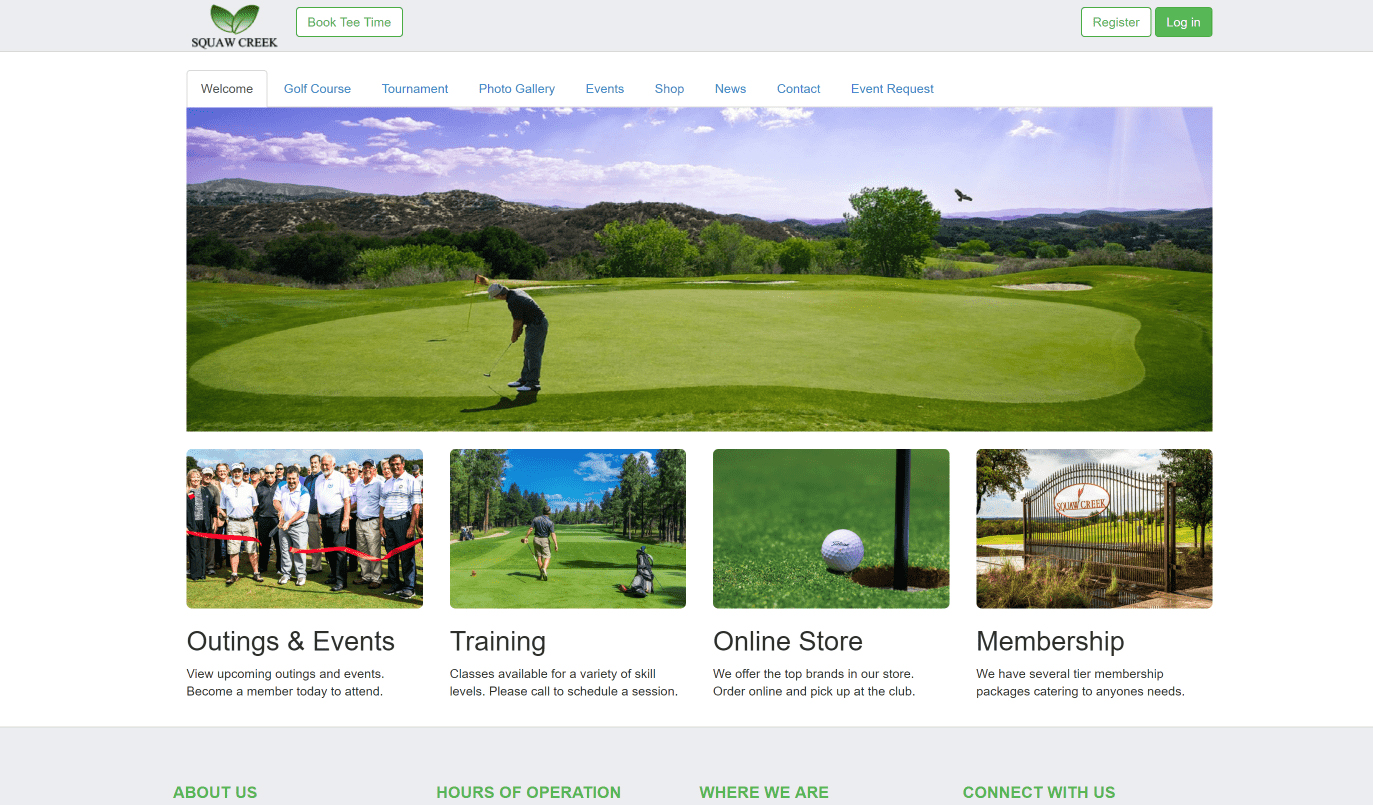 SQUAW CREEK
Book Tee Time
Register
Log in
Welcome
Golf Course
Tournament
Photo Gallery
Events
Shop
News
Contact
Event Request
SQUAW CREEK
Outings & Events
View upcoming outings and events.
Become a member today to attend.
Training
Classes available for a variety of skill
levels. Please call to schedule a session.
Online Store
We offer the top brands in our store.
Order online and pick up at the club.
Membership
We have several tier membership
packages catering to anyones needs.
ABOUT US
HOURS OF OPERATION
WHERE WE ARE
CONNECT WITH US